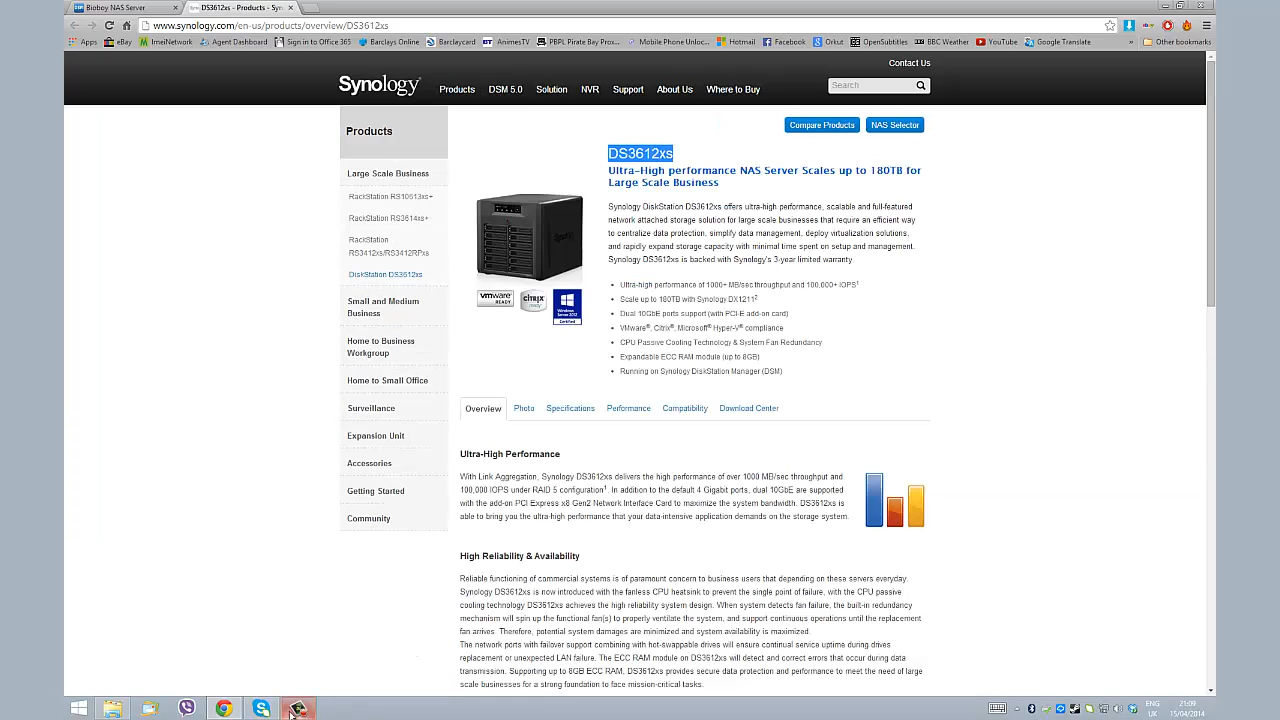 Bioboy NAS Server
DS3612xs - Products - Syn
www.synology.com/en-us/products/overview/DS3612xs
Apps
eBay
ImeiNetwork
Agent Dashboard
Sign in to Office 365
Barclays Online
Barclaycard
AnimesTV
PBPL Pirate Bay Prox...
Mobile Phone Unloc...
Hotmail
Facebook
Orkut
OpenSubtitles
BBC Weather
YouTube
Google Translate
»
Other bookmarks
Contact Us
Synology
Products
DSM 5.0
Solution
NVR
Support
About Us
Where to Buy
Search
Products
Compare Products
NAS Selector
Large Scale Business
RackStation RS10613xs+
RackStation RS3614xs+
RackStation
RS3412xs/RS3412RPxs
DiskStation DS3612xs
Small and Medium
Business
Home to Business
Workgroup
Home to Small Office
Surveillance
Expansion Unit
Accessories
Getting Started
Community
DS3612xs
Ultra-High performance NAS Server Scales up to 180TB for
Large Scale Business
Synology DiskStation DS3612xs offers ultra-high performance, scalable and full-featured
network attached storage solution for large scale businesses that require an efficient way
to centralize data protection, simplify data management, deploy virtualization solutions,
and rapidly expand storage capacity with minimal time spent on setup and management.
Synology DS3612xs is backed with Synology's 3-year limited warranty.
• Ultra-high performance of 1000+ MB/sec throughput and 100,000+ IOPS1
• Scale up to 180TB with Synology DX12112
• Dual 10GbE ports support (with PCI-E add-on card)
• VMware®, Citrix®, Microsoft® Hyper-V® compliance
• CPU Passive Cooling Technology & System Fan Redundancy
• Expandable ECC RAM module (up to 8GB)
• Running on Synology DiskStation Manager (DSM)
vmware
READY
citrix
ready
Windows
Server 2012
Certified
Overview
Photo
Specifications
Performance
Compatibility
Download Center
Ultra-High Performance
With Link Aggregation, Synology DS3612xs delivers the high performance of over 1000 MB/sec throughput and
100,000 IOPS under RAID 5 configuration1. In addition to the default 4 Gigabit ports, dual 10GbE are supported
with the add-on PCI Express x8 Gen2 Network Interface Card to maximize the system bandwidth. DS3612xs is
able to bring you the ultra-high performance that your data-intensive application demands on the storage system.
High Reliability & Availability
Reliable functioning of commercial systems is of paramount concern to business users that depending on these servers everyday.
Synology DS3612xs is now introduced with the fanless CPU heatsink to prevent the single point of failure, with the CPU passive
cooling technology DS3612xs achieves the high reliability system design. When system detects fan failure, the built-in redundancy
mechanism will spin up the functional fan(s) to properly ventilate the system, and support continuous operations until the replacement
fan arrives. Therefore, potential system damages are minimized and system availability is maximized.
The network ports with failover support combining with hot-swappable drives will ensure continual service uptime during drives
replacement or unexpected LAN failure. The ECC RAM module on DS3612xs will detect and correct errors that occur during data
transmission. Supporting up to 8GB ECC RAM, DS3612xs provides secure data protection and performance to meet the need of large
scale businesses for a strong foundation to face mission-critical tasks.
ENG
UK
21:09
15/04/2014